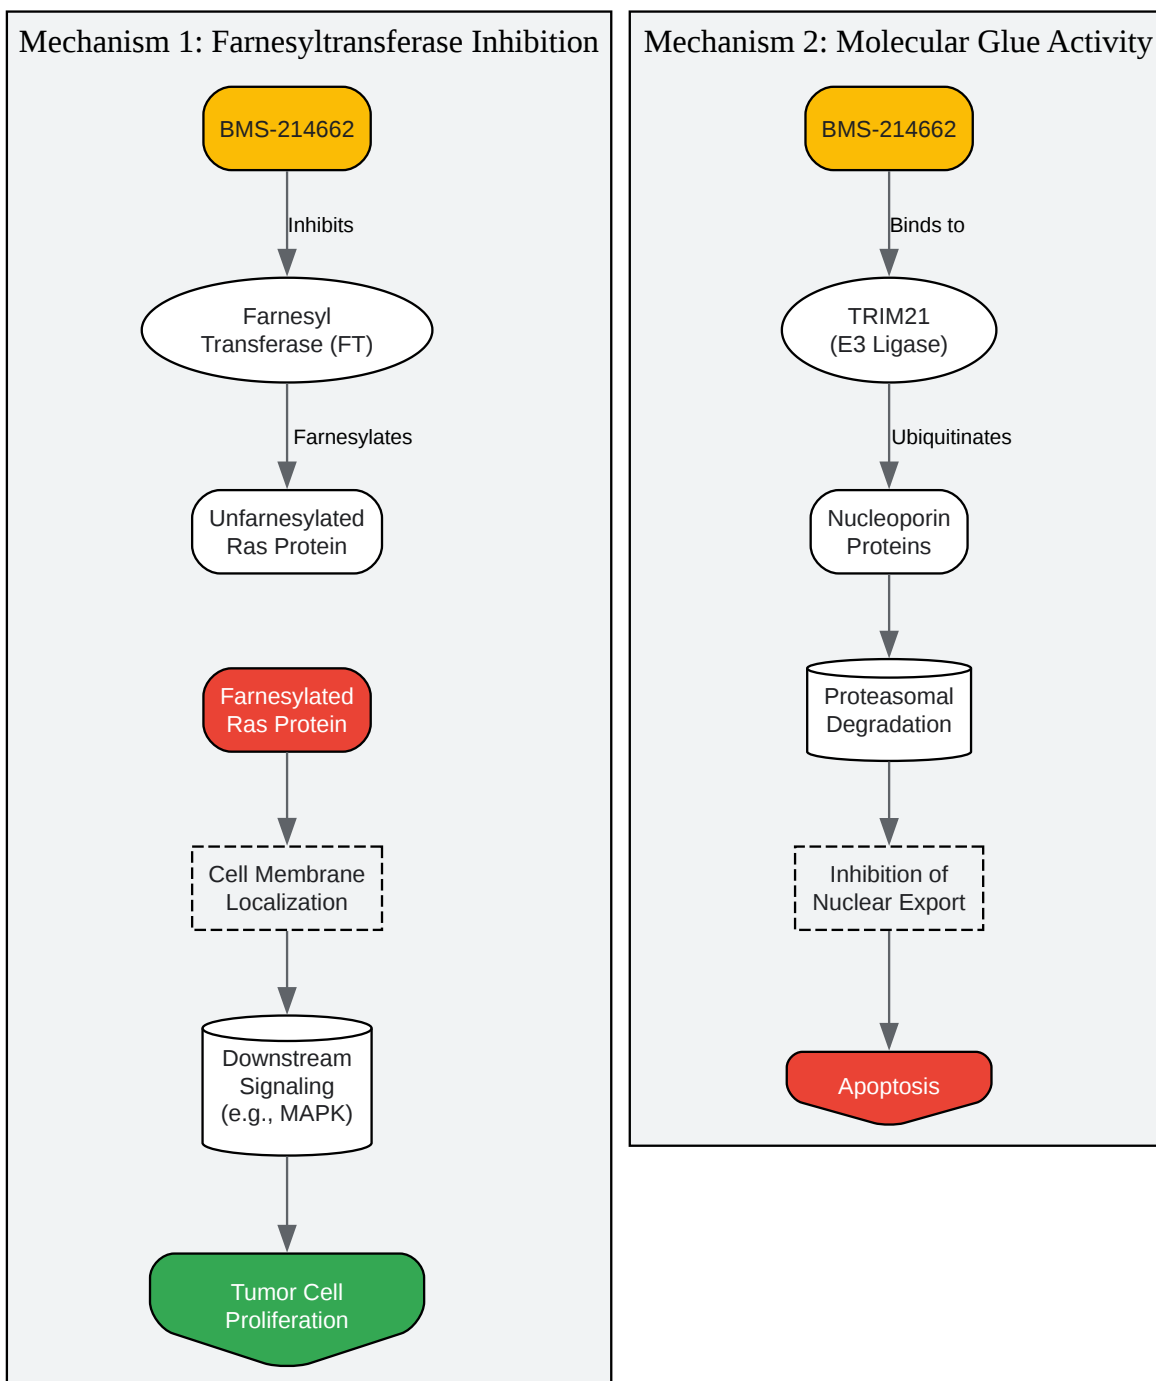 Mechanism 1: Farnesyltransferase Inhibition
BMS-214662
Inhibits
Farnesyl
Transferase (FT)
Farnesylates
Unfarnesylated
Ras Protein
Farnesylated
Ras Protein
Cell Membrane
Localization
Downstream
Signaling
(e.g., MAPK)
Tumor Cell
Proliferation
Mechanism 2: Molecular Glue Activity
BMS-214662
Binds to
TRIM21
(E3 Ligase)
Ubiquitinates
Nucleoporin
Proteins
Proteasomal
Degradation
Inhibition of
Nuclear Export
Apoptosis